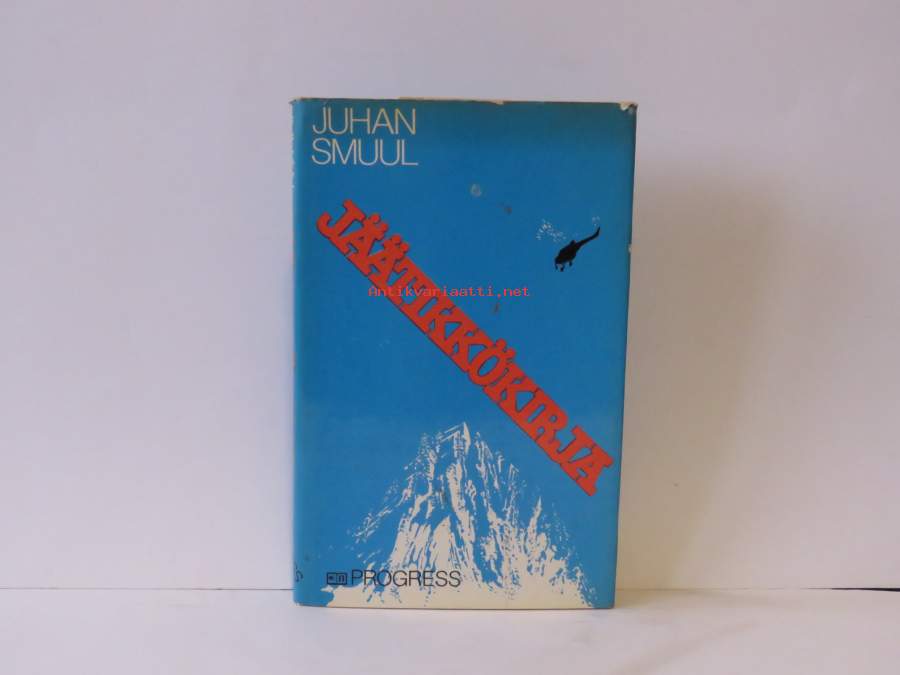 JUHAN
SMUUL
JÄÄTIKKÖKIRJA
Antikvariaatti.net
PROGRESS